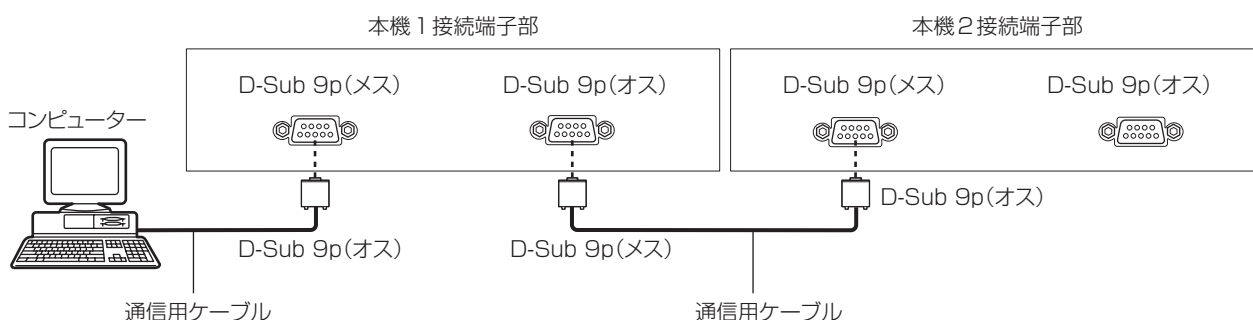 本機1接続端子部
本機2接続端子部
D-Sub 9p(メス)
D-Sub 9p(オス)
D-Sub 9p(メス)
D-Sub 9p(オス)
コンピューター
D-Sub 9p(オス)
D-Sub 9p(オス)
D-Sub 9p(メス)
通信用ケーブル
通信用ケーブル